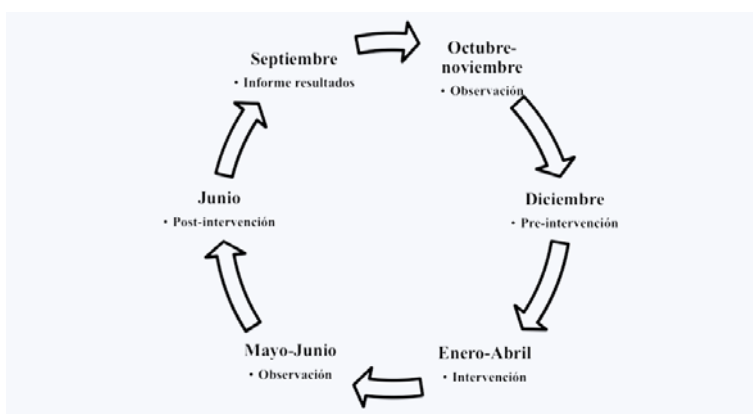 Septiembre
• Informe resultados
Octubre-
noviembre
• Observación
Diciembre
• Pre-intervención
Enero-Abril
• Intervención
Mayo-Junio
• Observación
Junio
• Post-intervención